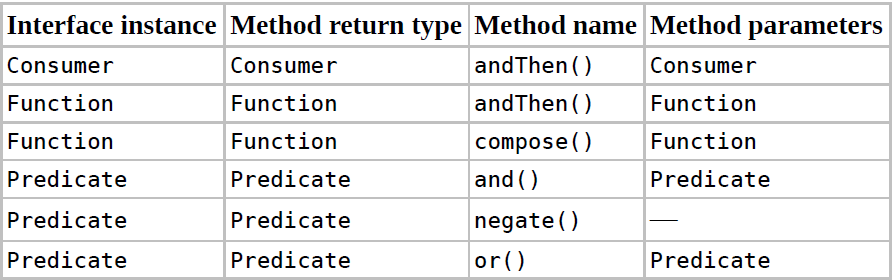 Interface instance Method return type Method name Method parameters
Consumer Consumer andThen() Consumer
Function Function andThen() Function
Function Function compose() Function
Predicate Predicate and() Predicate
Predicate Predicate negate() —
Predicate Predicate or() Predicate